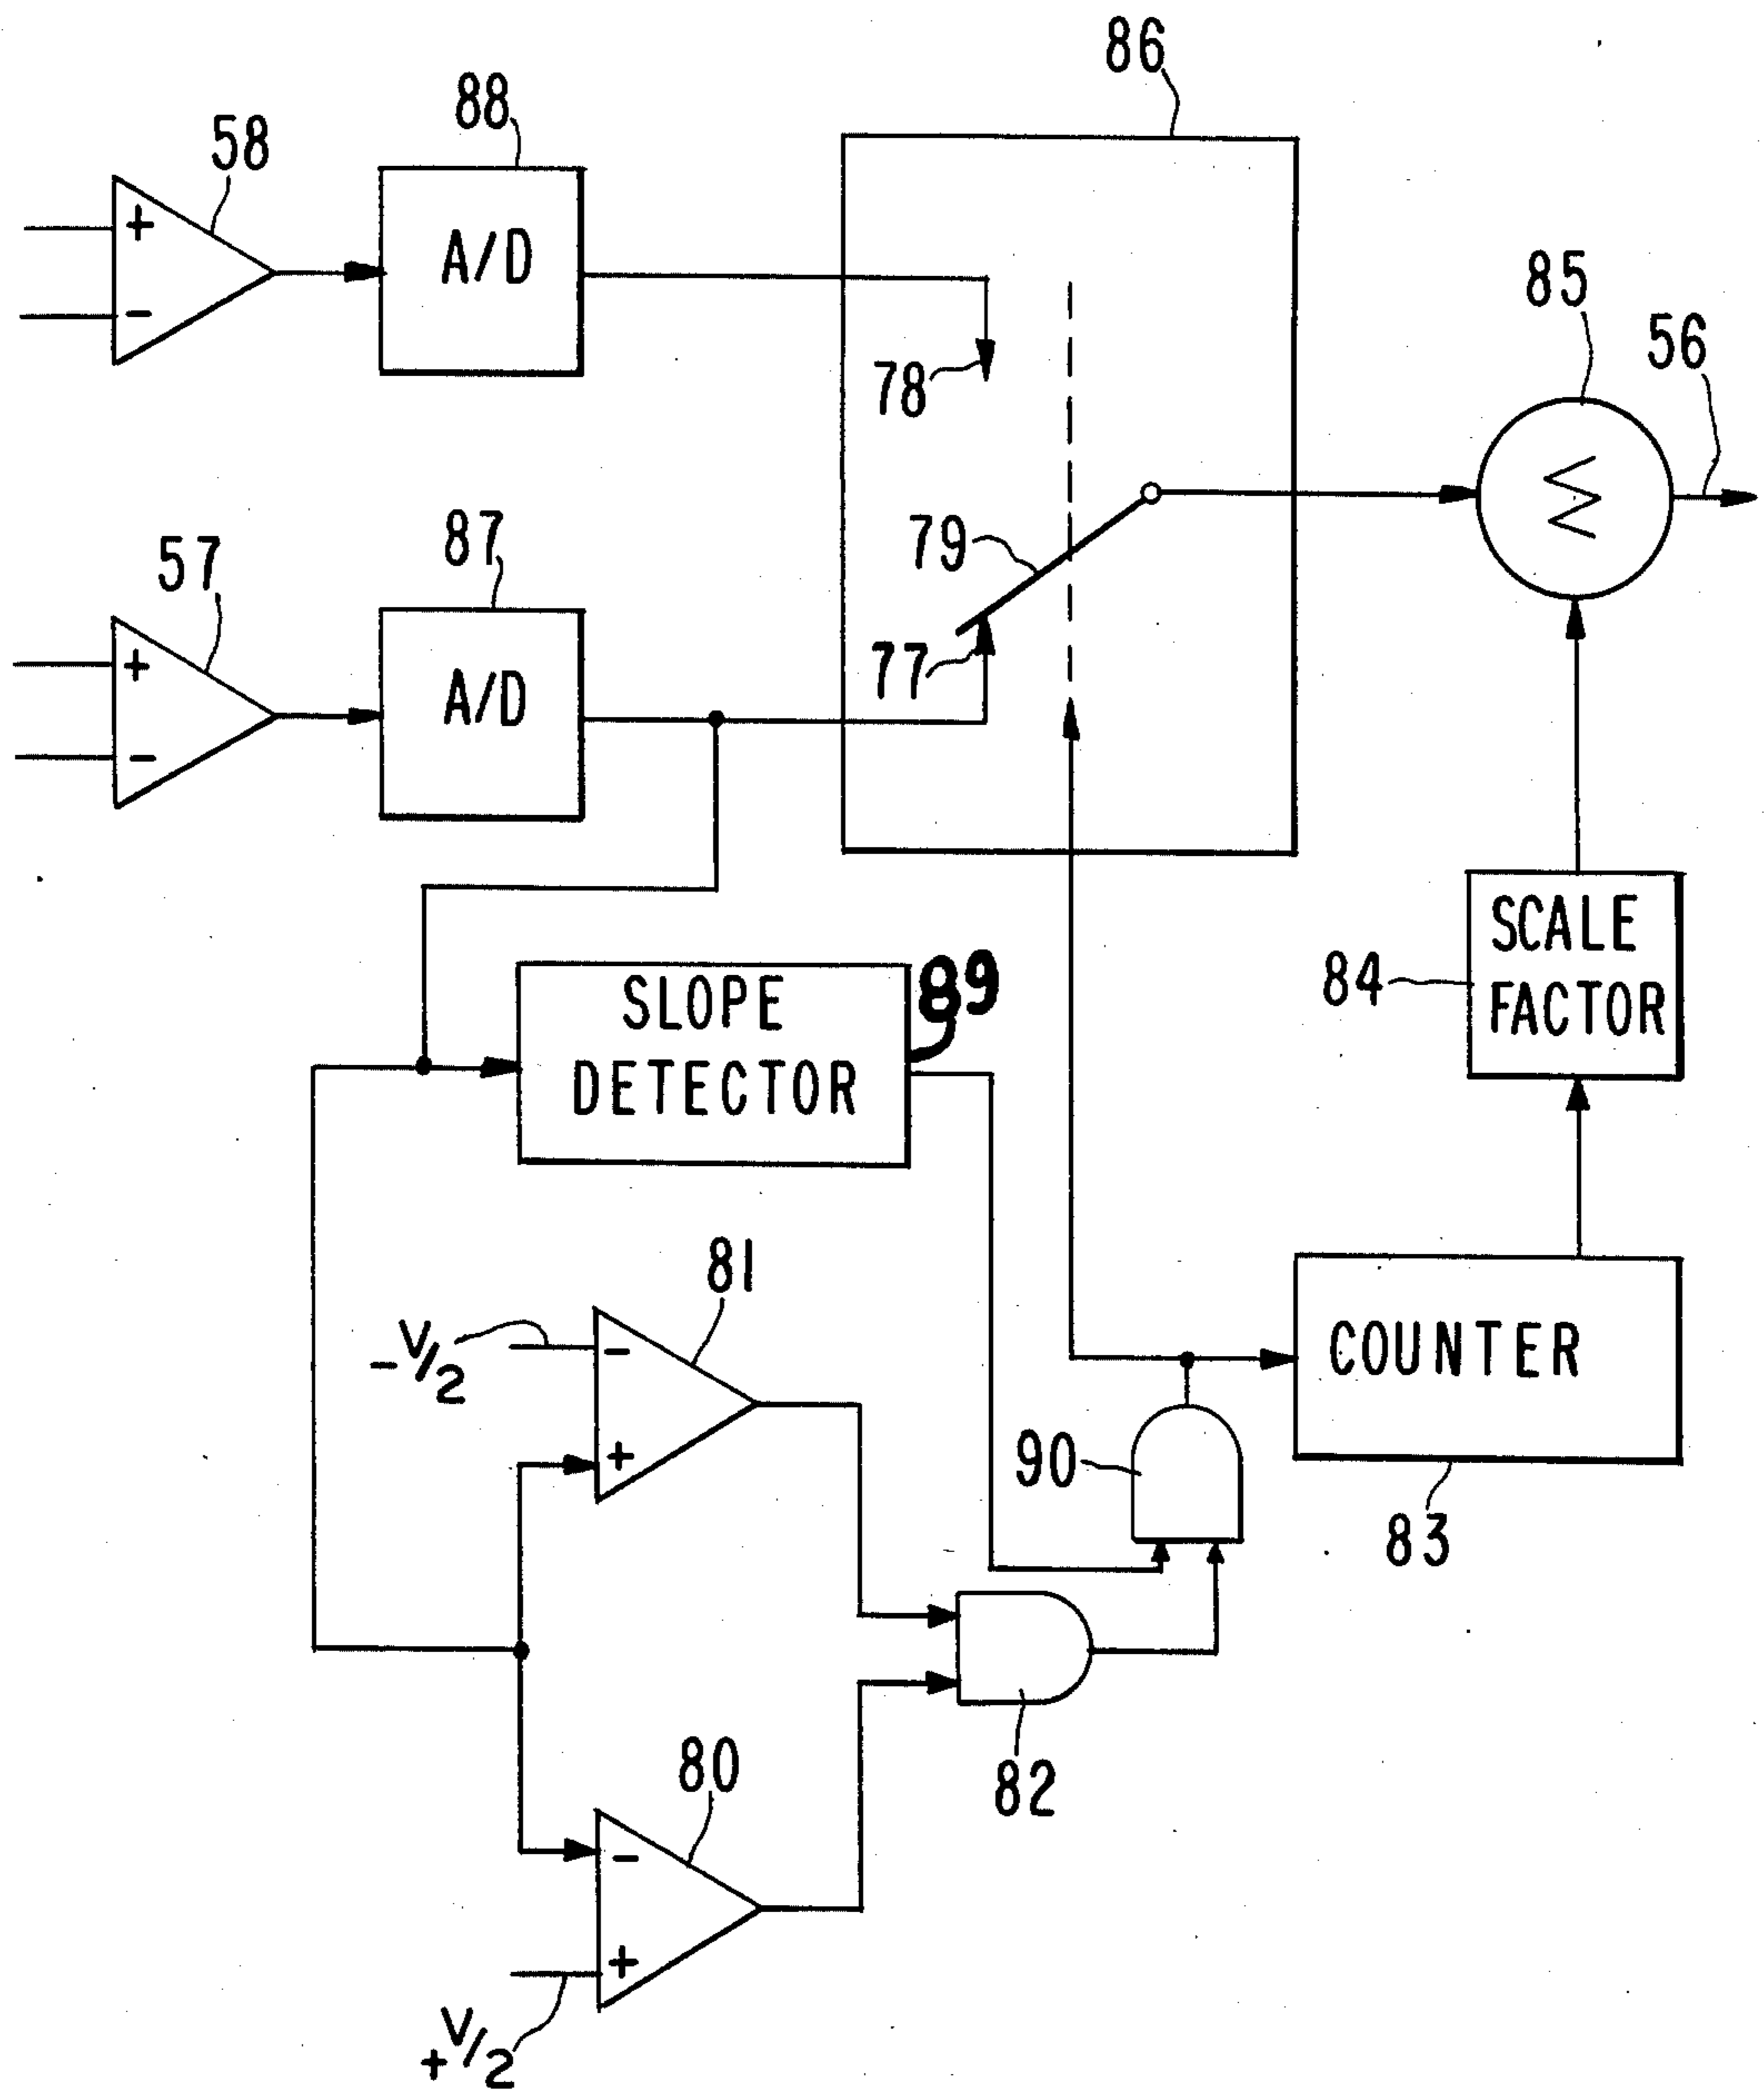 86
88
58
+
-
A/D
85
56
78
87
57
79
Σ
+
-
A/D
77
SCALE
FACTOR
84
89
SLOPE
DETECTOR
81
-V/2
-
+
COUNTER
90
83
80
82
-
+
+V/2